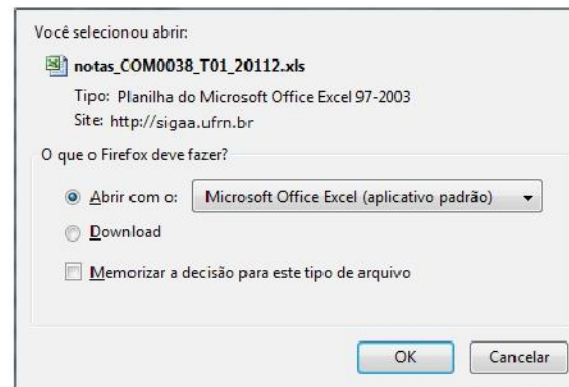 Você selecionou abrir:
notas_COM0038_T01_20112.xls
Tipo: Planilha do Microsoft Office Excel 97-2003
Site: http://sigaa.ufrn.br
O que o Firefox deve fazer?
Abrir com o: Microsoft Office Excel (aplicativo padrão)
Download
Memorizar a decisão para este tipo de arquivo
OK Cancelar